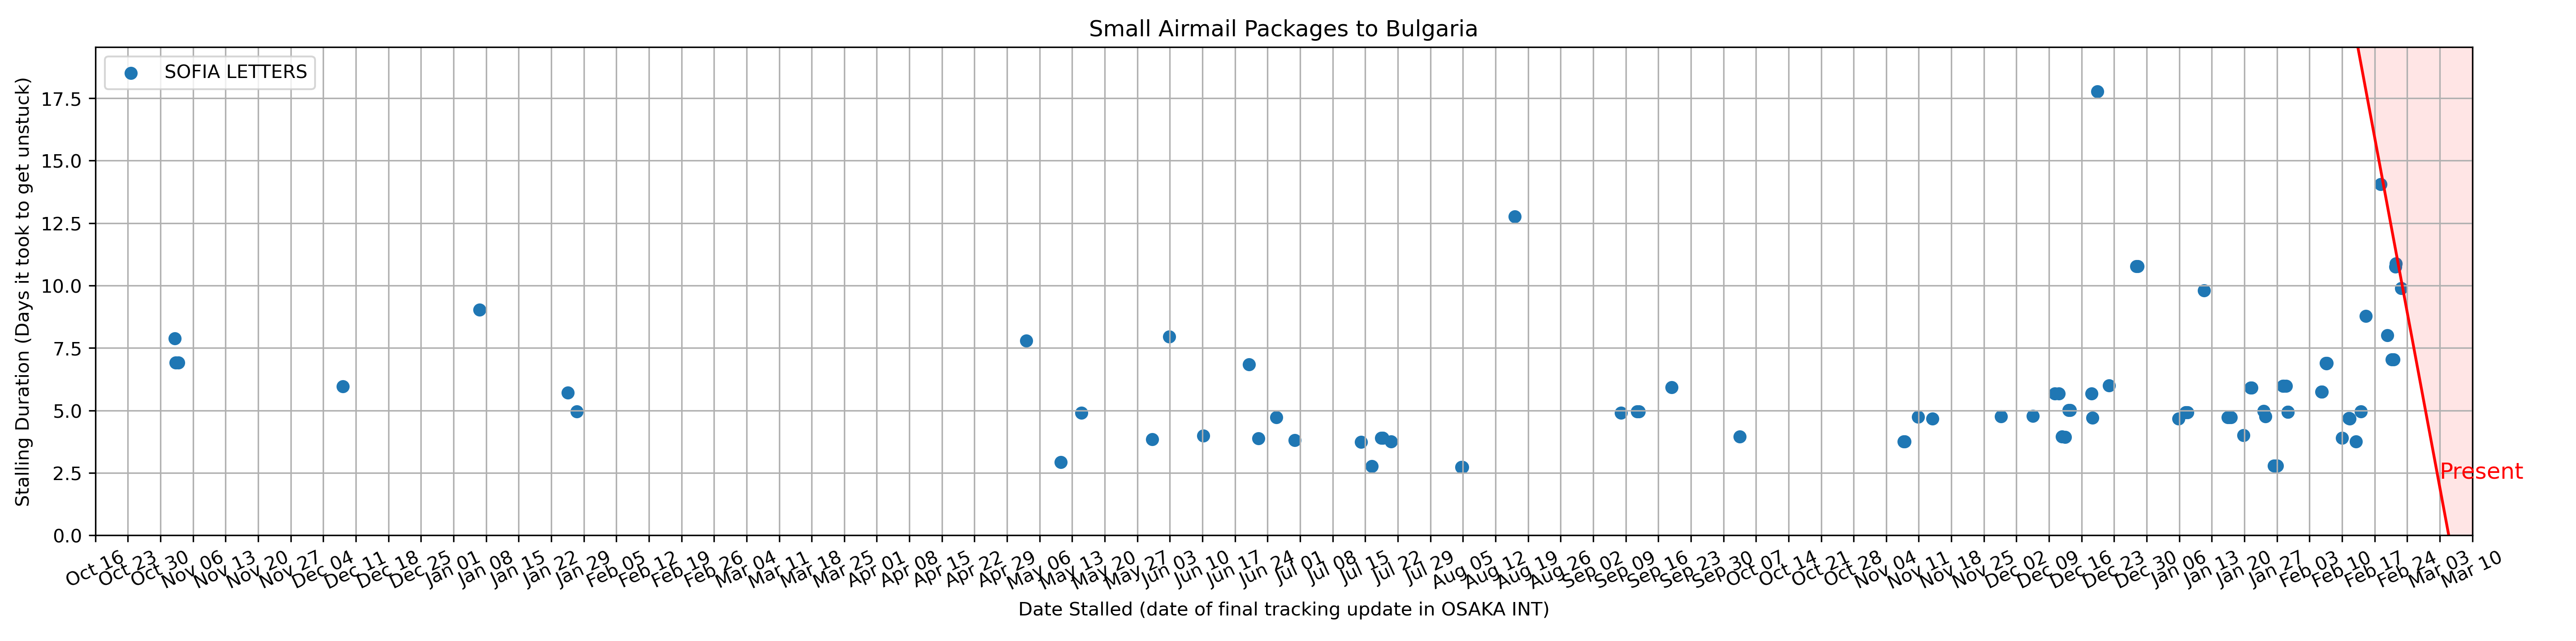 Small Airmail Packages to Bulgaria
SOFIA LETTERS
Stalling Duration (Days it took to get unstuck)
17.5
15.0
12.5
10.0
7.5
5.0
2.5
0.0
Present
Oct 16 Oct 23 Oct 30 Nov 06 Nov 13 Nov 20 Nov 27 Dec 04 Dec 11 Dec 18 Dec 25 Jan 01 Jan 08 Jan 15 Jan 22 Jan 29 Feb 05 Feb 12 Feb 19 Feb 26 Mar 04 Mar 11 Mar 18 Mar 25 Apr 01 Apr 08 Apr 15 Apr 22 Apr 29 May 06 May 13 May 20 May 27 Jun 03 Jun 10 Jun 17 Jun 24 Jul 01 Jul 08 Jul 15 Jul 22 Jul 29 Aug 05 Aug 12 Aug 19 Aug 26 Sep 02 Sep 09 Sep 16 Sep 23 Sep 30 Oct 07 Oct 14 Oct 21 Oct 28 Nov 04 Nov 11 Nov 18 Nov 25 Dec 02 Dec 09 Dec 16 Dec 23 Dec 30 Jan 06 Jan 13 Jan 20 Jan 27 Feb 03 Feb 10 Feb 17 Feb 24 Mar 03 Mar 10
Date Stalled (date of final tracking update in OSAKA INT)